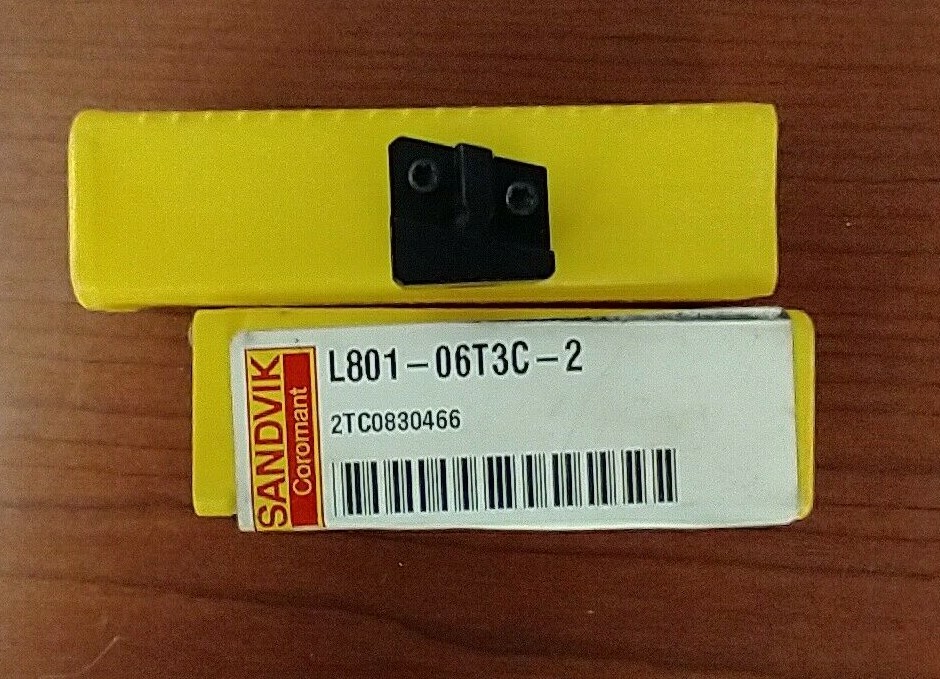 SANDVIK
Coromant
L801-06T3C-2
2TC0830466